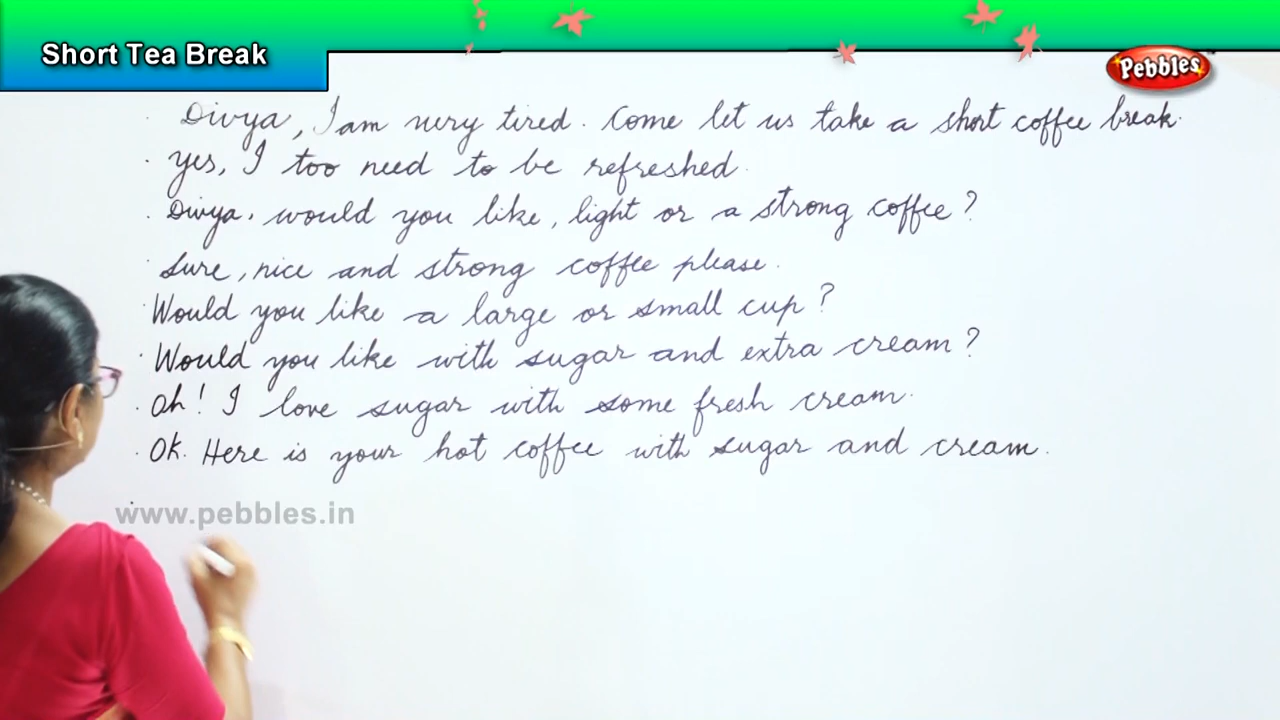 Short Tea Break
Pebbles
Divya, I am very tired. Come let us take a short coffee break.
Yes, I too need to be refreshed.
Divya, would you like, light or a strong coffee?
Sure, nice and strong coffee please.
Would you like a large or small cup?
Would you like with sugar and extra cream?
Oh! I love sugar with some fresh cream.
Ok. Here is your hot coffee with sugar and cream.
www.pebbles.in